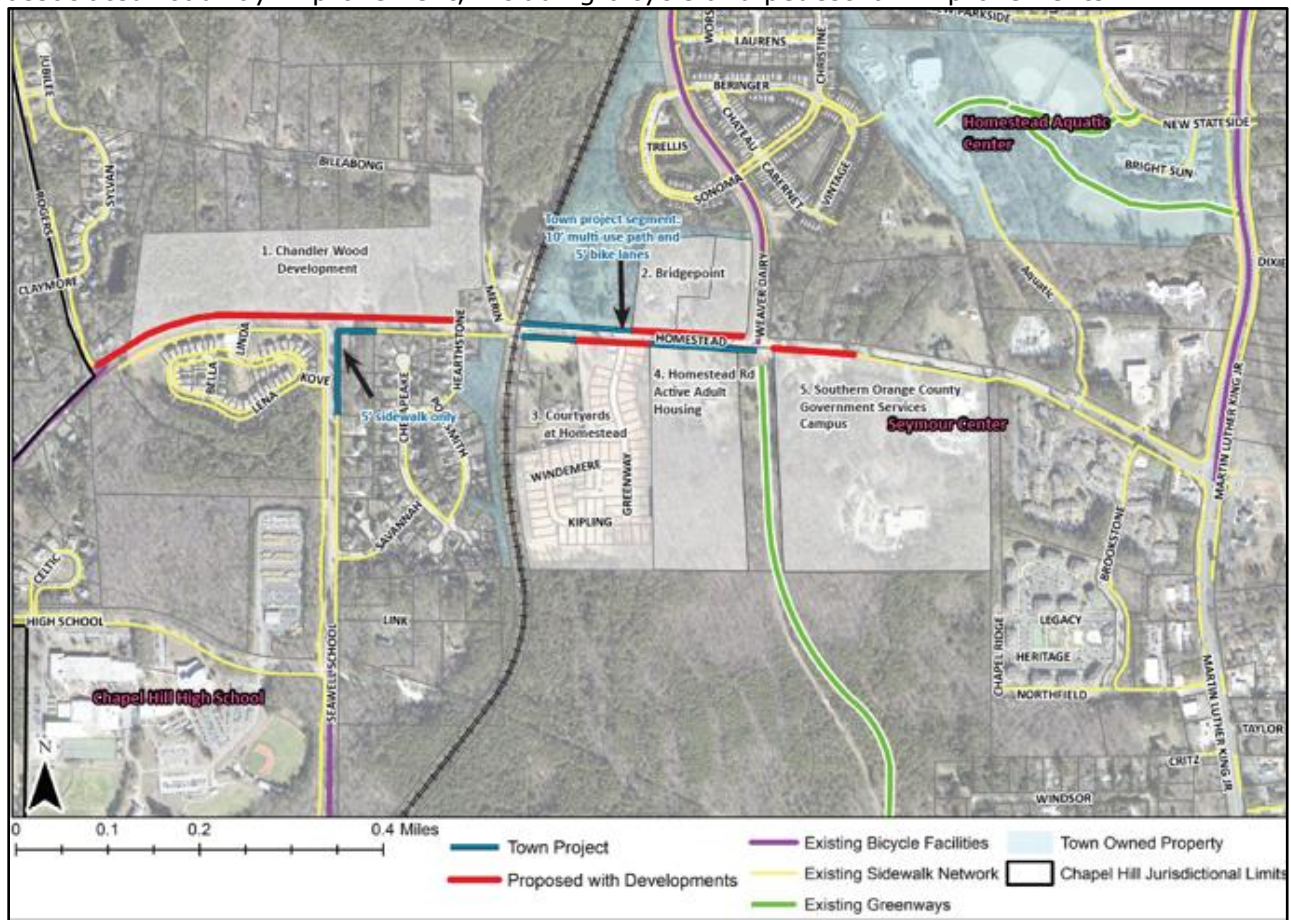 JUBILEE
SYLVAN
ROGERS
CLAYMORE
BILLABONG
1. Chandler Wood
Development
LINDA
BELLA
LENA
KOVE
5' sidewalk only
CHESAPEAKE
HEARTHSTONE
SAVANNAH
MERIN
Town project segment:
10' multi-use path and
5' bike lanes
2. Bridgepoint
HOMESTEAD
WEAVER DAIRY
LAURENS
CHRISTINE
BERINGER
CHATEAU
TRELLIS
SONOMA
CABERNET
VINTAGE
Homestead Aquatic
Center
NEW STATESIDE
BRIGHT SUN
DIXIE
Aquatic
3. Courtyards
at Homestead
WINDEMERE
GREENWAY
KIPLING
4. Homestead Rd
Active Adult
Housing
5. Southern Orange County
Government Services
Campus
Seymour Center
MARTIN LUTHER KING JR
BROOKSTONE
LEGACY
HERITAGE
CHAPEL RIDGE
NORTHFIELD
MARTIN LUTHER KING JR
TAYLOR
CRITZ
WINDSOR
CELTIC
HIGH SCHOOL
LINK
SEAWELL SCHOOL
Chapel Hill High School
N
0 0.1 0.2 0.4 Miles
Town Project
Proposed with Developments
Existing Bicycle Facilities
Existing Sidewalk Network
Existing Greenways
Town Owned Property
Chapel Hill Jurisdictional Limits